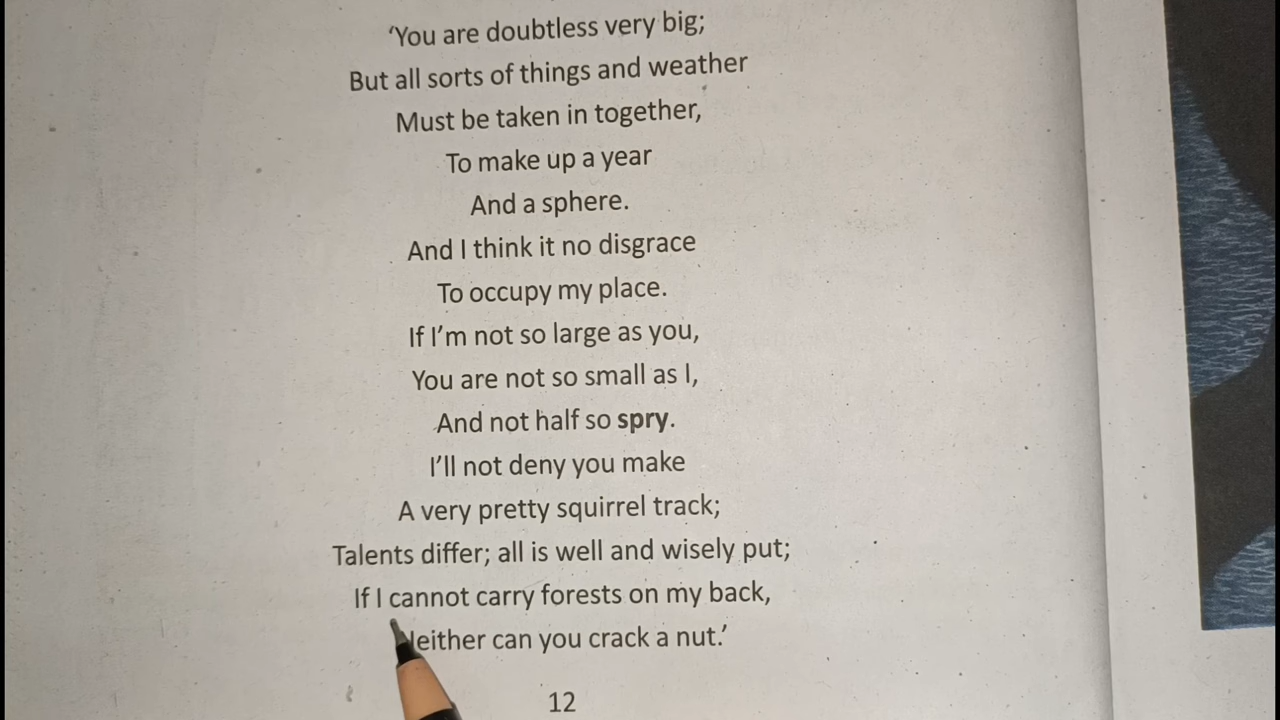 ‘You are doubtless very big;
But all sorts of things and weather
Must be taken in together,
To make up a year
And a sphere.
And I think it no disgrace
To occupy my place.
If I’m not so large as you,
You are not so small as I,
And not half so spry.
I’ll not deny you make
A very pretty squirrel track;
Talents differ; all is well and wisely put;
If I cannot carry forests on my back,
Neither can you crack a nut.’
12